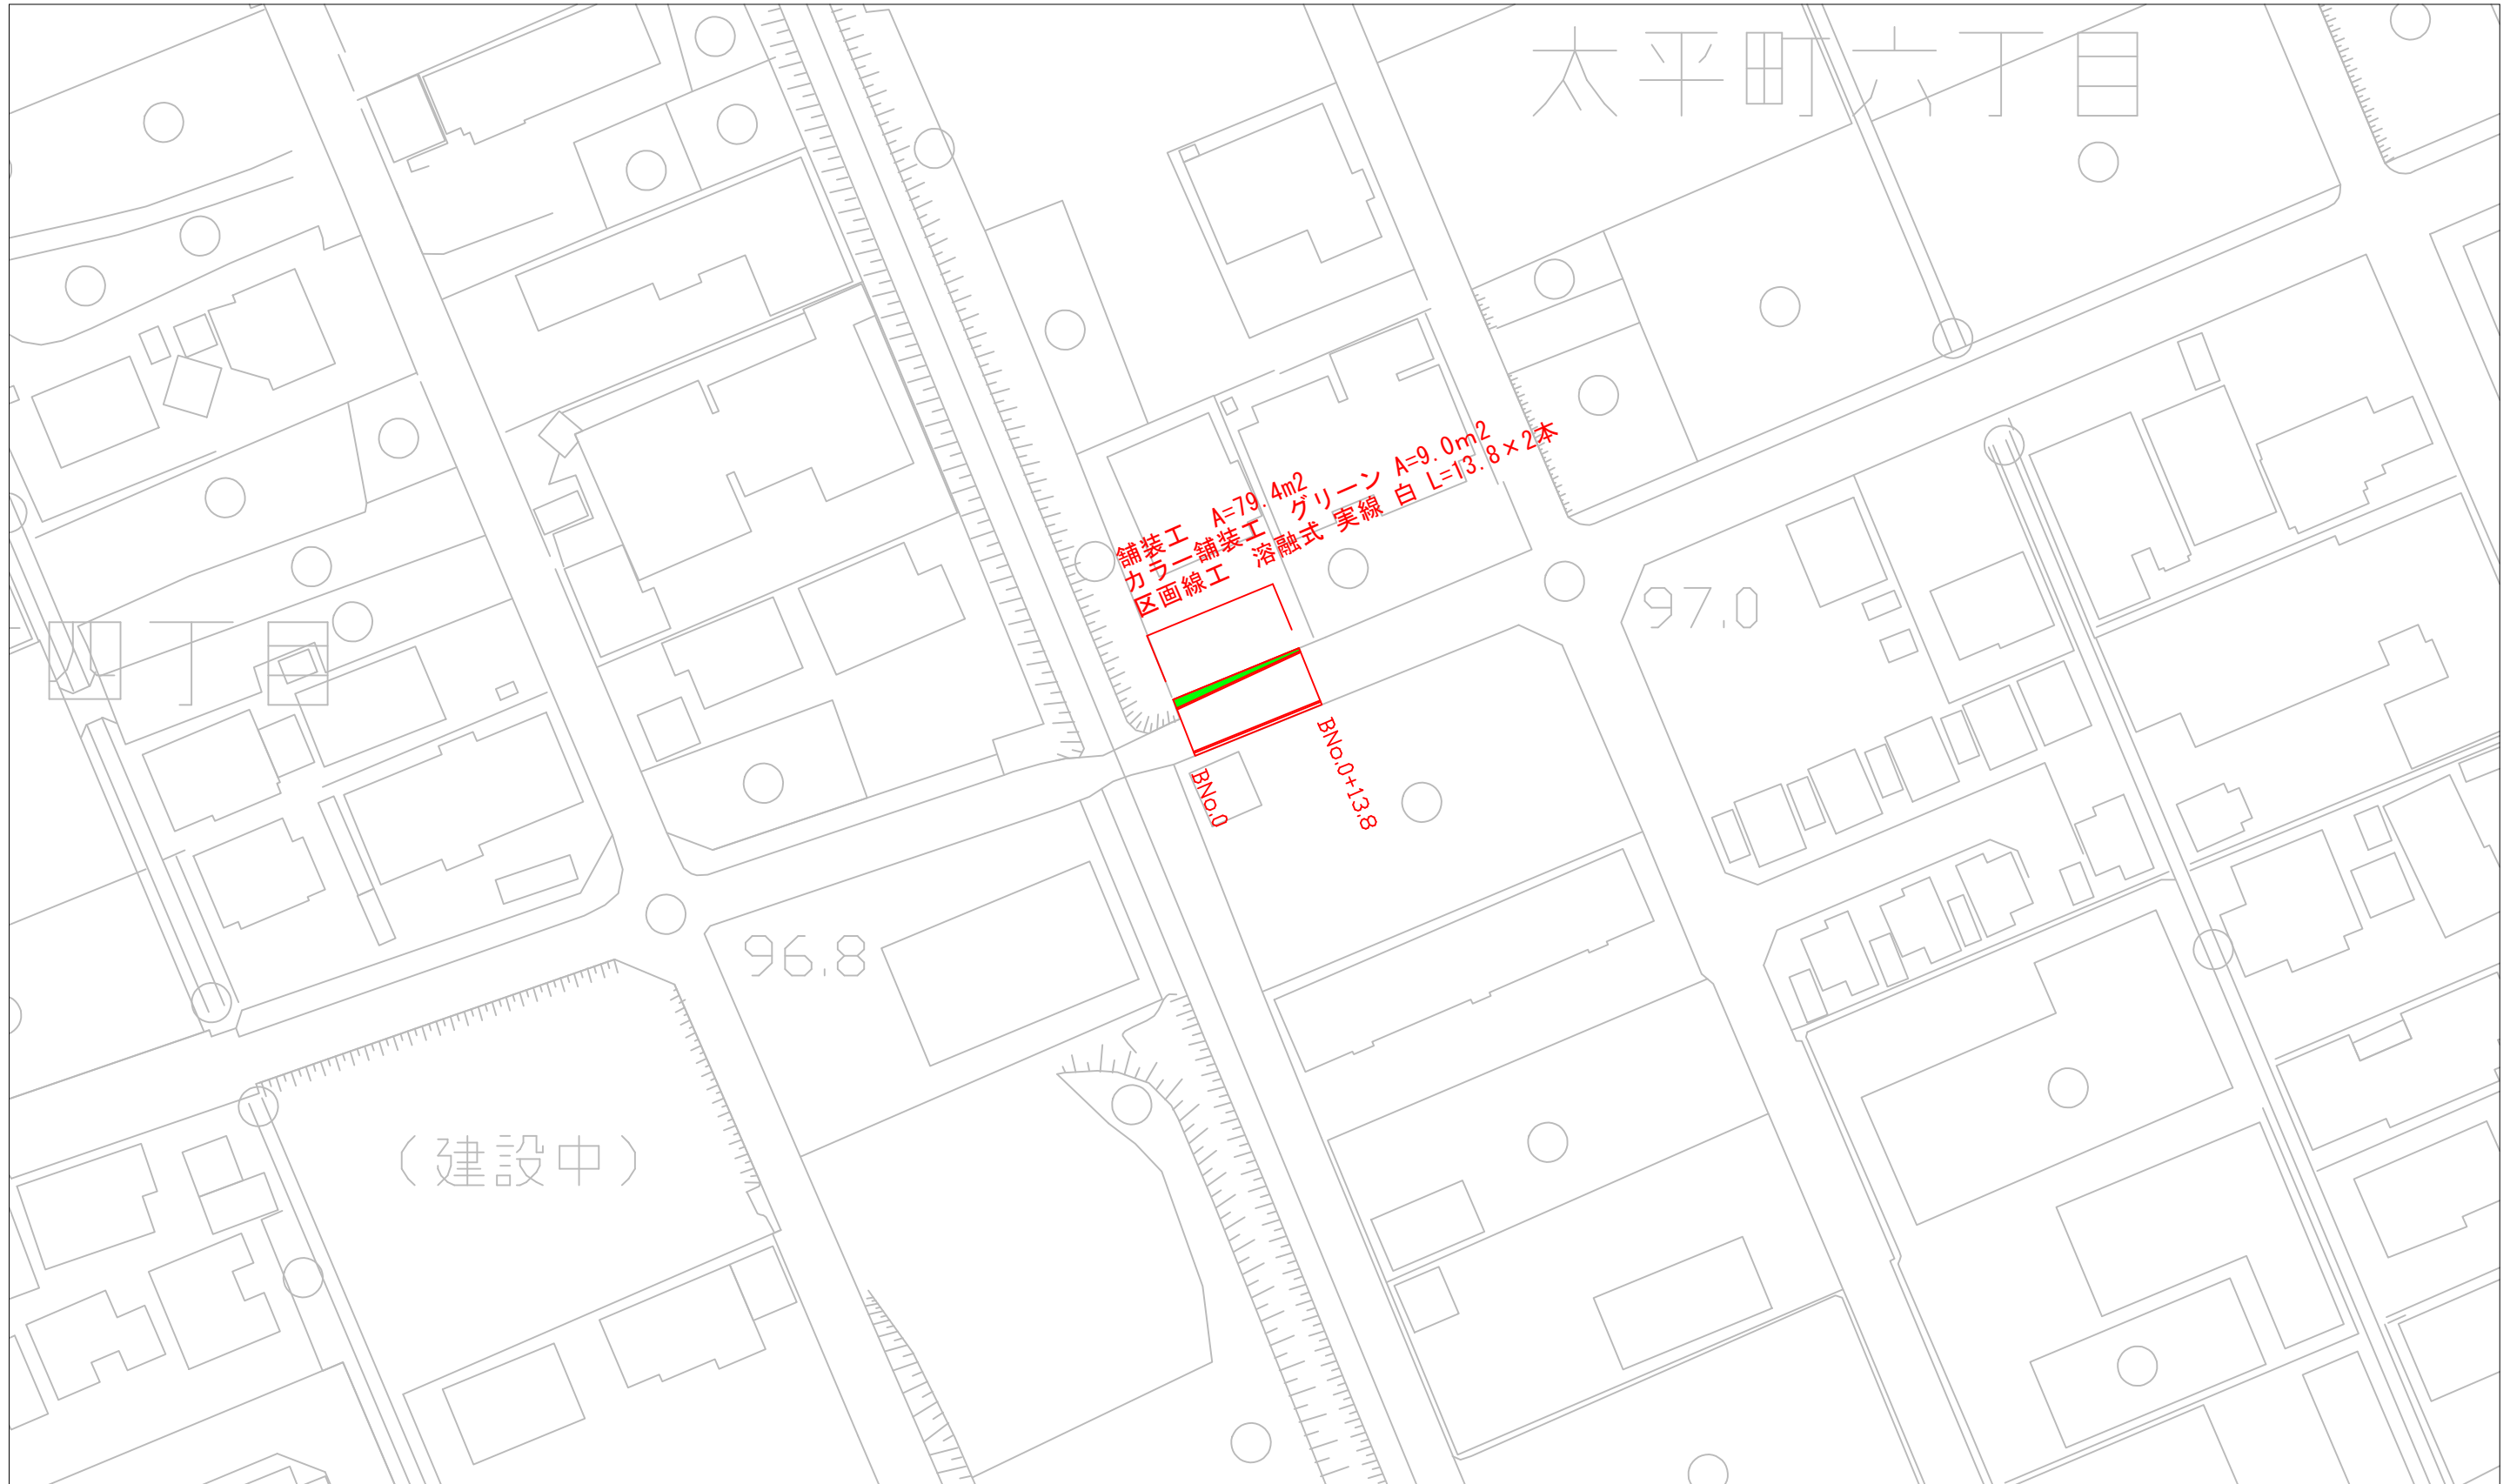 太平町六丁目
舗装工 A=79.4m2
カラー舗装工 グリーン A=9.0m2
区画線工 溶融式 実線 白 L=13.8×2本
97.0
四丁目
BNo.0+13.8
BNo.0
96.8
(建設中)